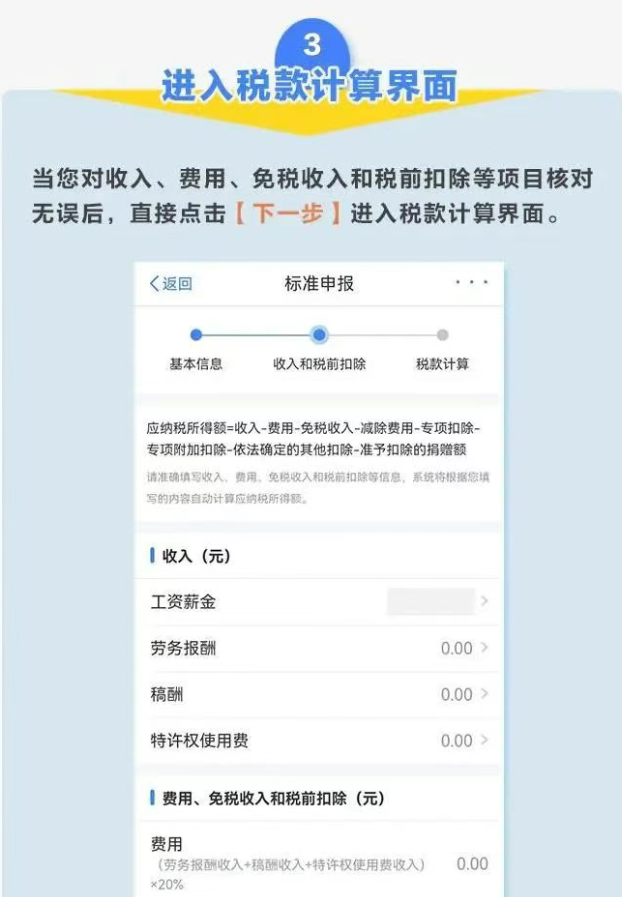 3
进入税款计算界面
当您对收入、费用、免税收入和税前扣除等项目核对
无误后，直接点击【下一步】进入税款计算界面。
返回 标准申报 ···
基本信息 收入和税前扣除 税款计算
应纳税所得额=收入-费用-免税收入-减除费用-专项扣除-
专项附加扣除-依法确定的其他扣除-准予扣除的捐赠额
请准确填写收入、费用、免税收入和税前扣除等信息，系统将根据您填
写的内容自动计算应纳税所得额。
收入（元）
工资薪金
劳务报酬 0.00
稿酬 0.00
特许权使用费 0.00
费用、免税收入和税前扣除（元）
费用
（劳务报酬收入+稿酬收入+特许权使用费收入） 0.00
×20%